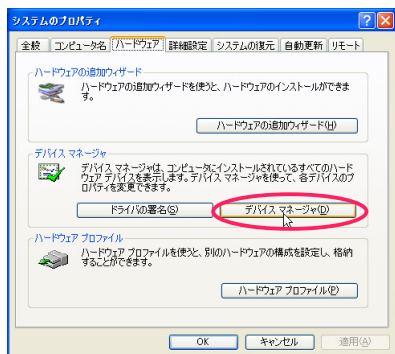 システムのプロパティ
全般 コンピュータ名 ハードウェア 詳細設定 システムの復元 自動更新 リモート
ハードウェアの追加ウィザード
ハードウェアの追加ウィザードを使うと、ハードウェアのインストールができま
す。
ハードウェアの追加ウィザード(H)
デバイス マネージャ
デバイス マネージャは、コンピュータにインストールされているすべてのハード
ウェア デバイスを表示します。デバイス マネージャを使って、各デバイスのプ
ロパティを変更できます。
ドライバの署名(S) デバイス マネージャ(D)
ハードウェア プロファイル
ハードウェア プロファイルを使うと、別のハードウェアの構成を設定し、格納
することができます。
ハードウェア プロファイル(P)
OK キャンセル 適用(A)